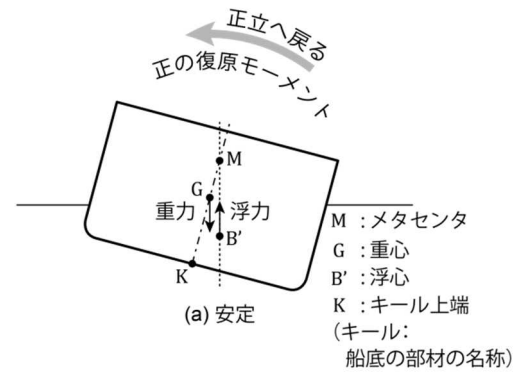 正立へ戻る
正の復原モーメント
M
G
重力
浮力
B’
K
(a) 安定
M : メタセンタ
G : 重心
B’ : 浮心
K : キール上端
(キール:
船底の部材の名称)